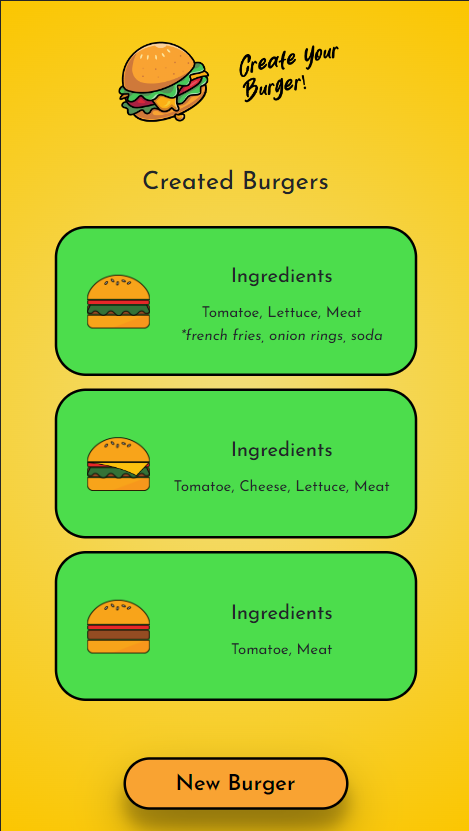 Create Your
Burger!
Created Burgers
Ingredients
Tomatoe, Lettuce, Meat
*french fries, onion rings, soda
Ingredients
Tomatoe, Cheese, Lettuce, Meat
Ingredients
Tomatoe, Meat
New Burger